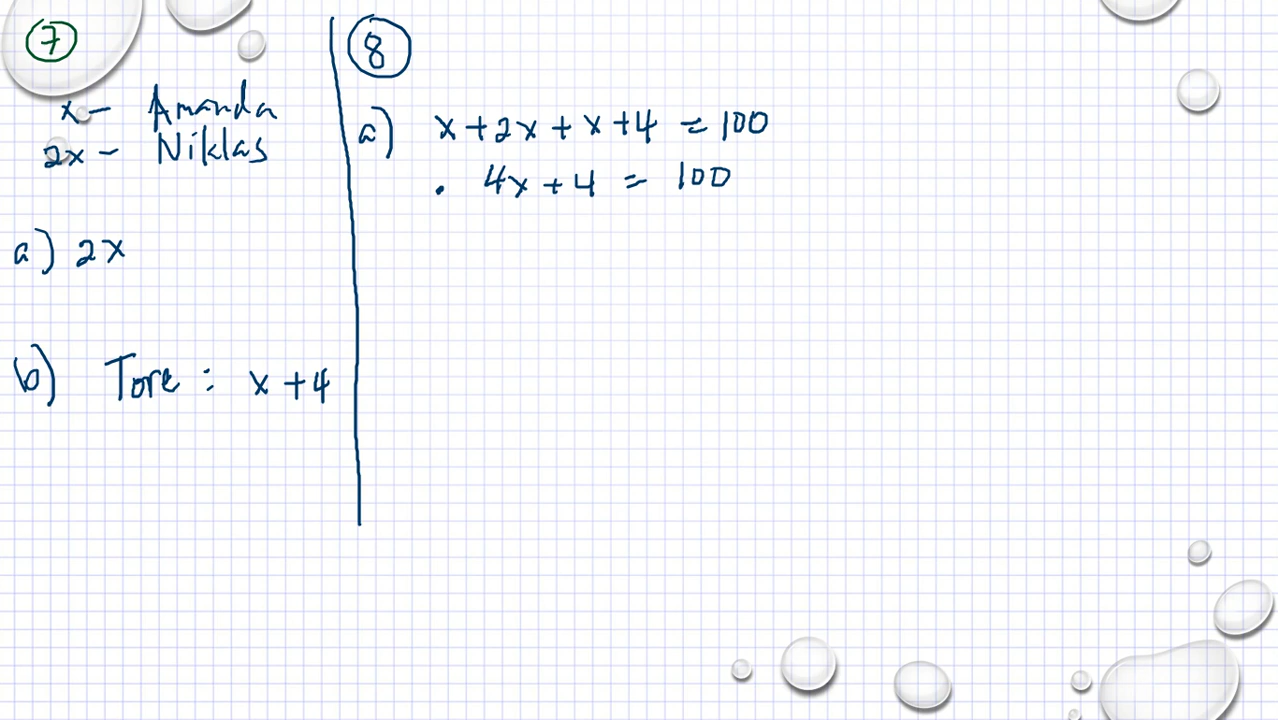 7
x - Amanda
2x - Niklas
a) 2x
b) Tore : x + 4
8
a) x + 2x + x + 4 = 100
. 4x + 4 = 100